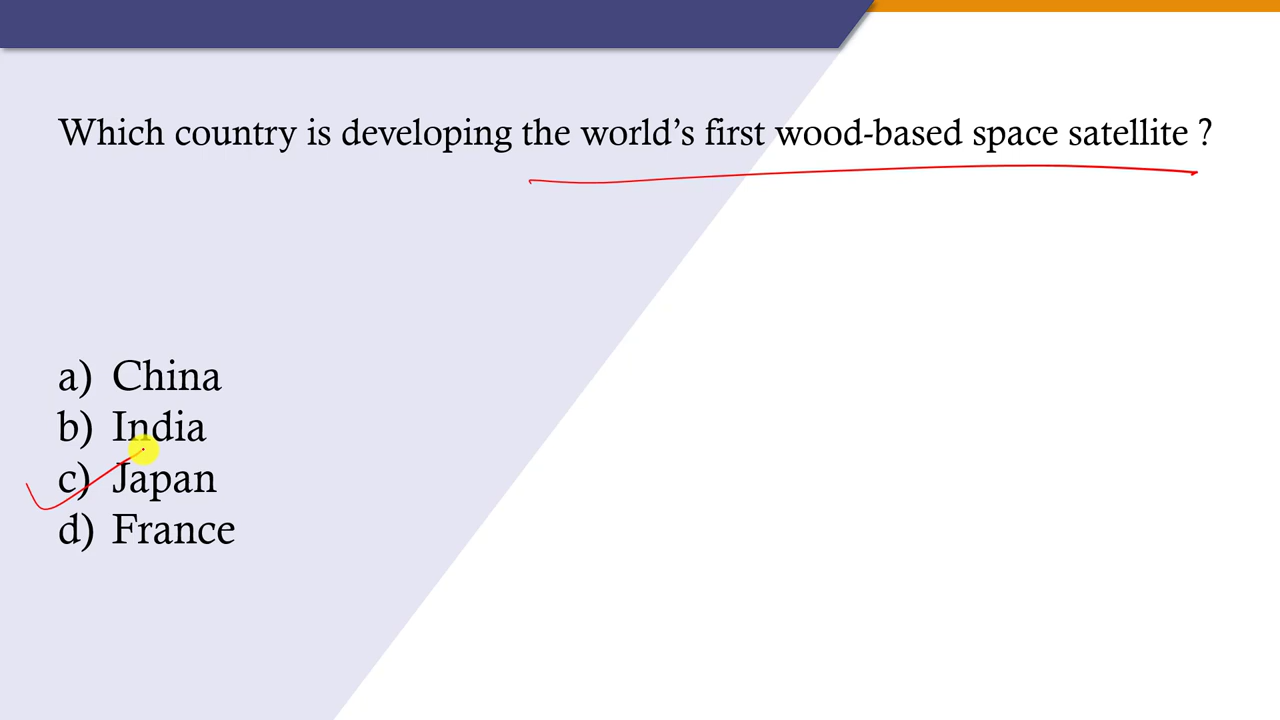 Which country is developing the world’s first wood-based space satellite ?
a) China
b) India
c) Japan
d) France